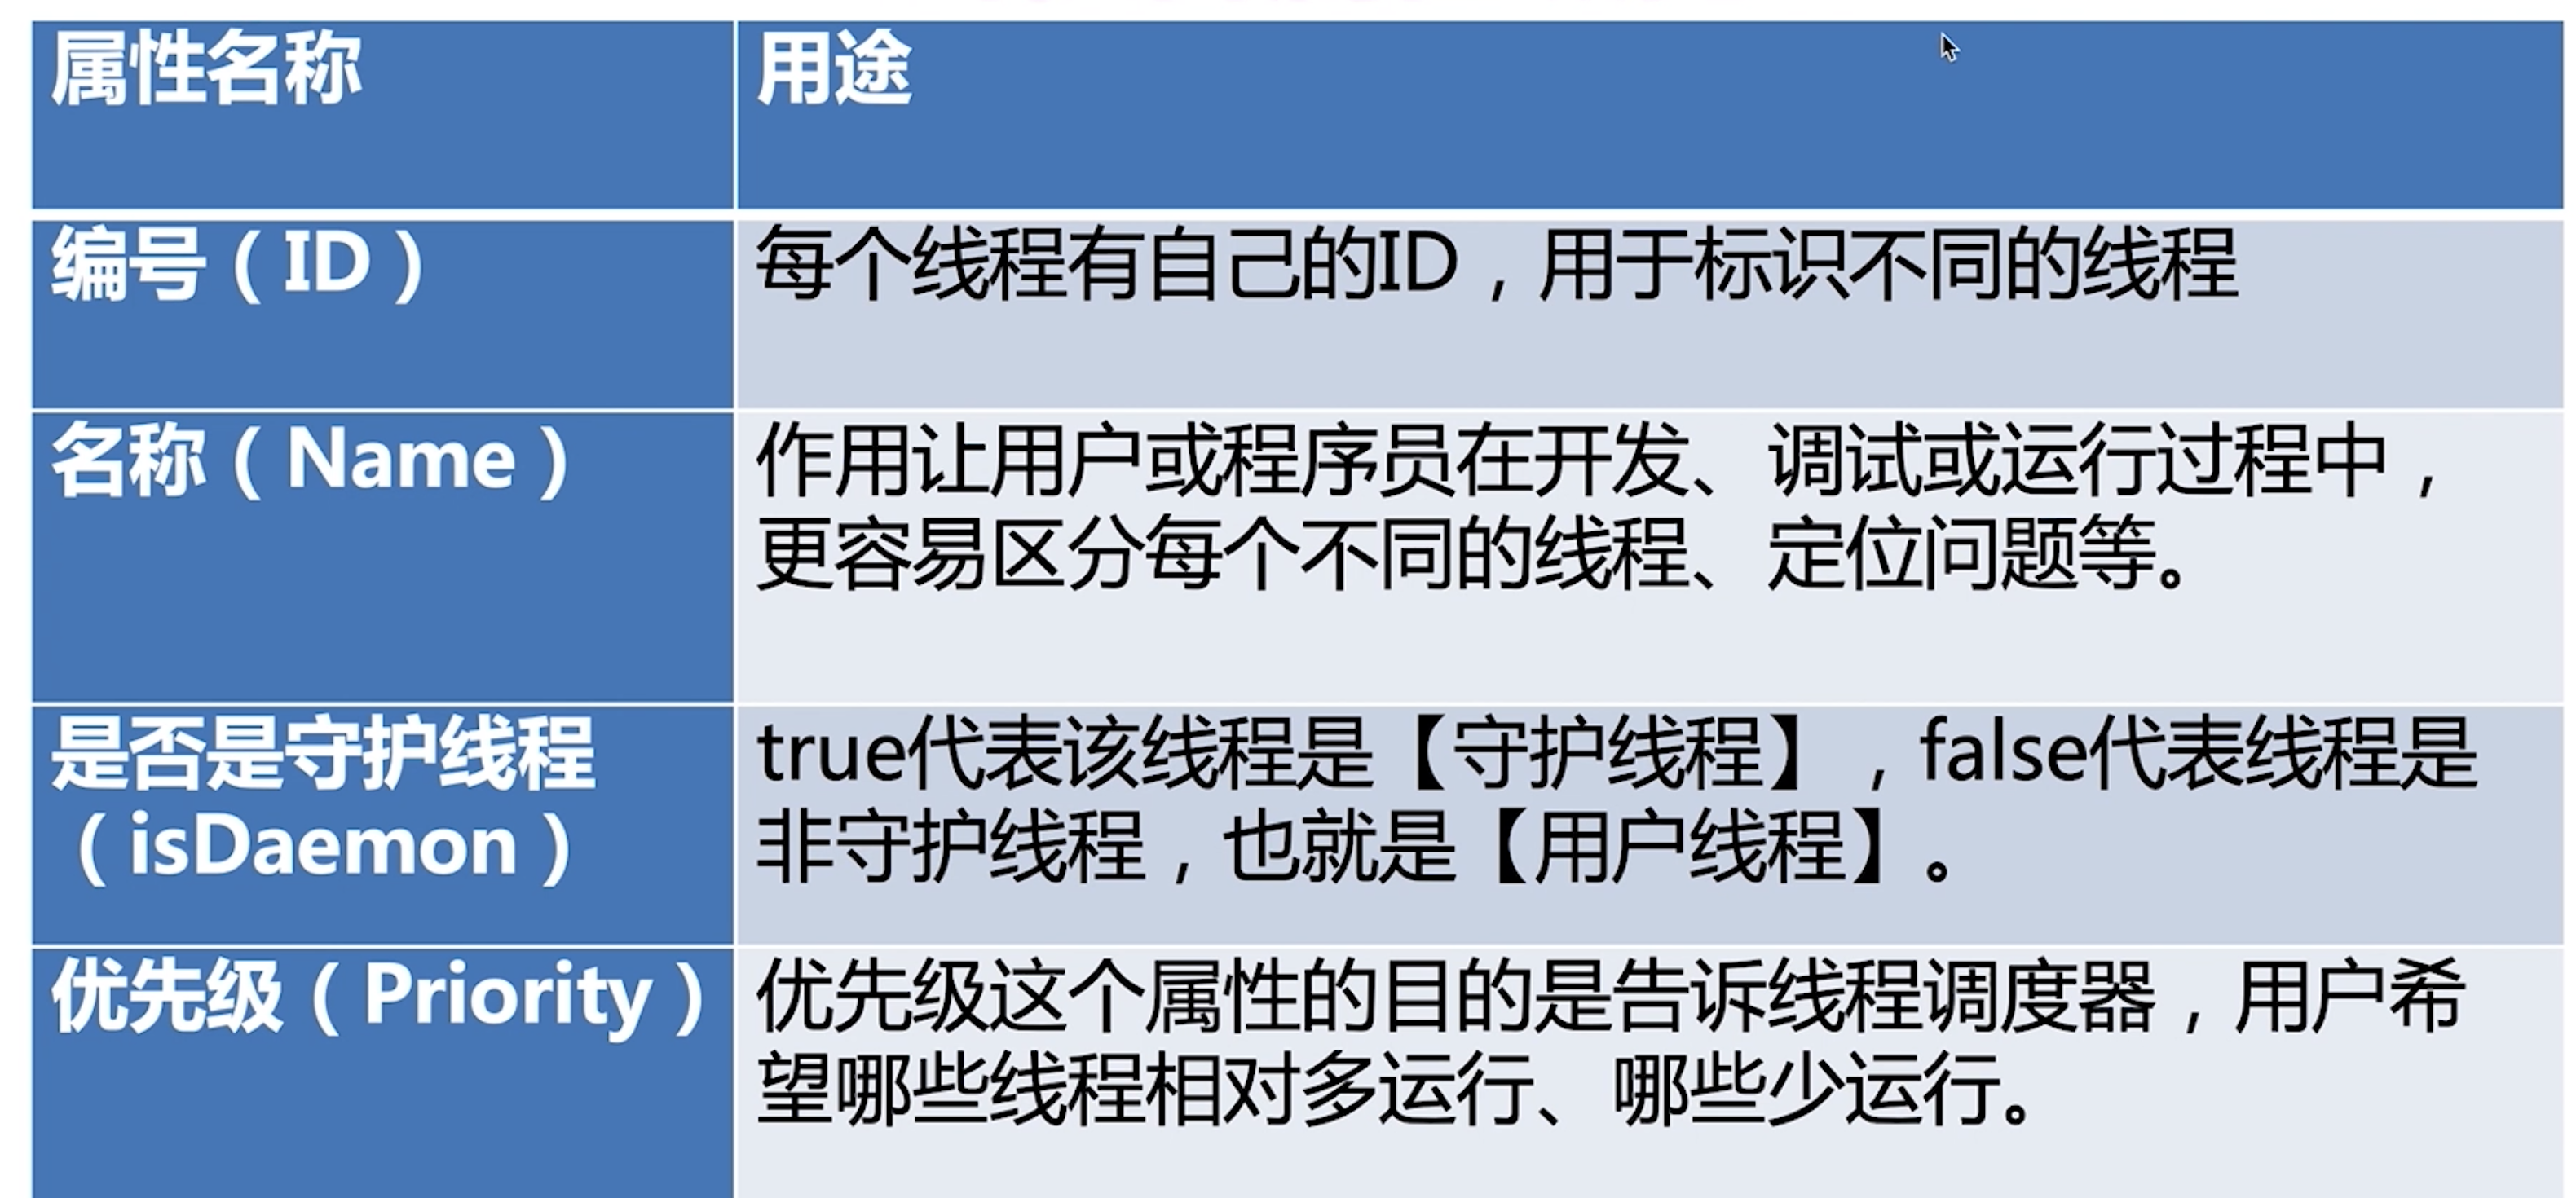 属性名称
用途
编号（ID）
每个线程有自己的ID，用于标识不同的线程
名称（Name）
作用让用户或程序员在开发、调试或运行过程中，
更容易区分每个不同的线程、定位问题等。
是否是守护线程
（isDaemon）
true代表该线程是【守护线程】，false代表线程是
非守护线程，也就是【用户线程】。
优先级（Priority）
优先级这个属性的目的是告诉线程调度器，用户希
望哪些线程相对多运行、哪些少运行。